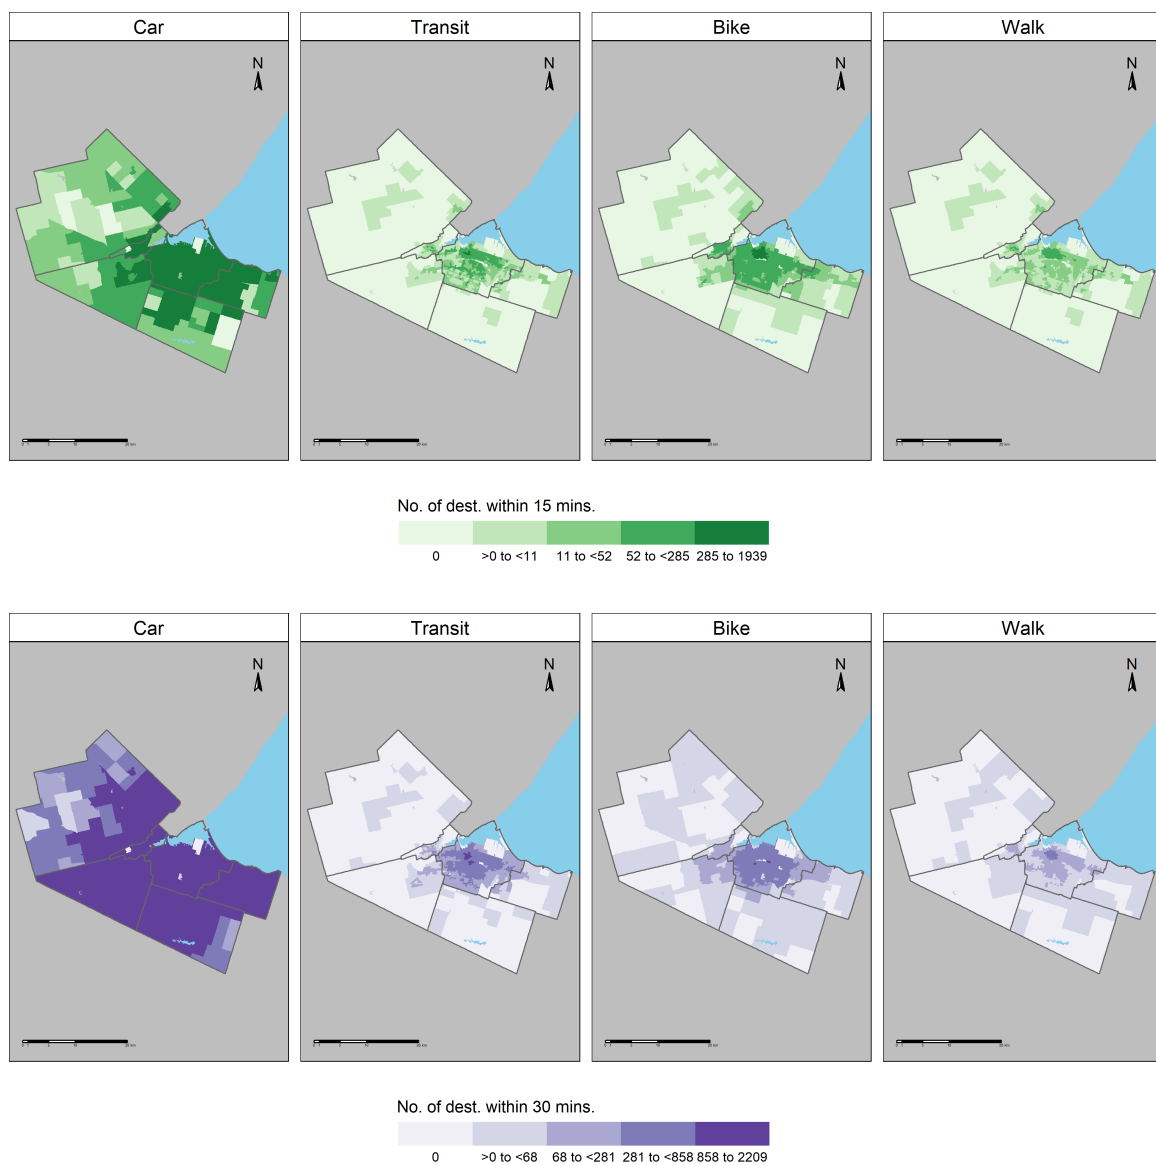 Car Transit Bike Walk
N N N N
No. of dest. within 15 mins.
0 >0 to <11 11 to <52 52 to <285 285 to 1939
Car Transit Bike Walk
N N N N
No. of dest. within 30 mins.
0 >0 to <68 68 to <281 281 to <858 858 to 2209